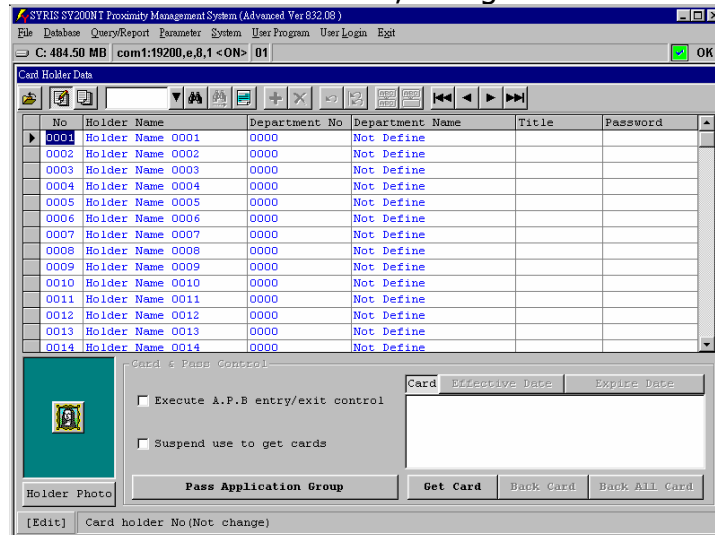 SYRIS SY200NT Proximity Management System (Advanced Ver 832.08 )
File Database Query/Report Parameter System User Program User Login Exit
C: 484.50 MB com1:19200,e,8,1 <ON> 01 OK
Card Holder Data
No Holder Name Department No Department Name Title Password
0001 Holder Name 0001 0000 Not Define
0002 Holder Name 0002 0000 Not Define
0003 Holder Name 0003 0000 Not Define
0004 Holder Name 0004 0000 Not Define
0005 Holder Name 0005 0000 Not Define
0006 Holder Name 0006 0000 Not Define
0007 Holder Name 0007 0000 Not Define
0008 Holder Name 0008 0000 Not Define
0009 Holder Name 0009 0000 Not Define
0010 Holder Name 0010 0000 Not Define
0011 Holder Name 0011 0000 Not Define
0012 Holder Name 0012 0000 Not Define
0013 Holder Name 0013 0000 Not Define
0014 Holder Name 0014 0000 Not Define
Card & Pass Control
Card Effective Date Expire Date
Execute A.P.B entry/exit control
Suspend use to get cards
Holder Photo Pass Application Group Get Card Back Card Back All Card
[Edit] Card holder No(Not change)